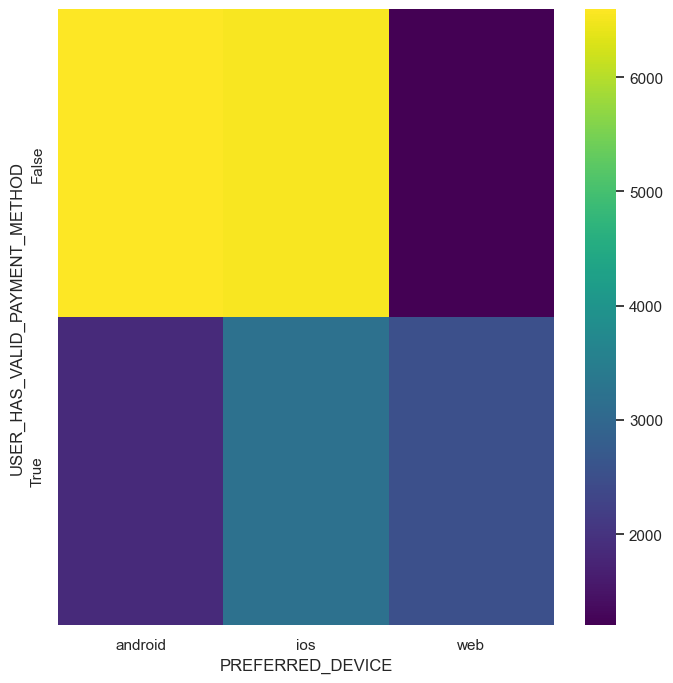 USER_HAS_VALID_PAYMENT_METHOD
False
True
android
ios
web
PREFERRED_DEVICE
6000
5000
4000
3000
2000